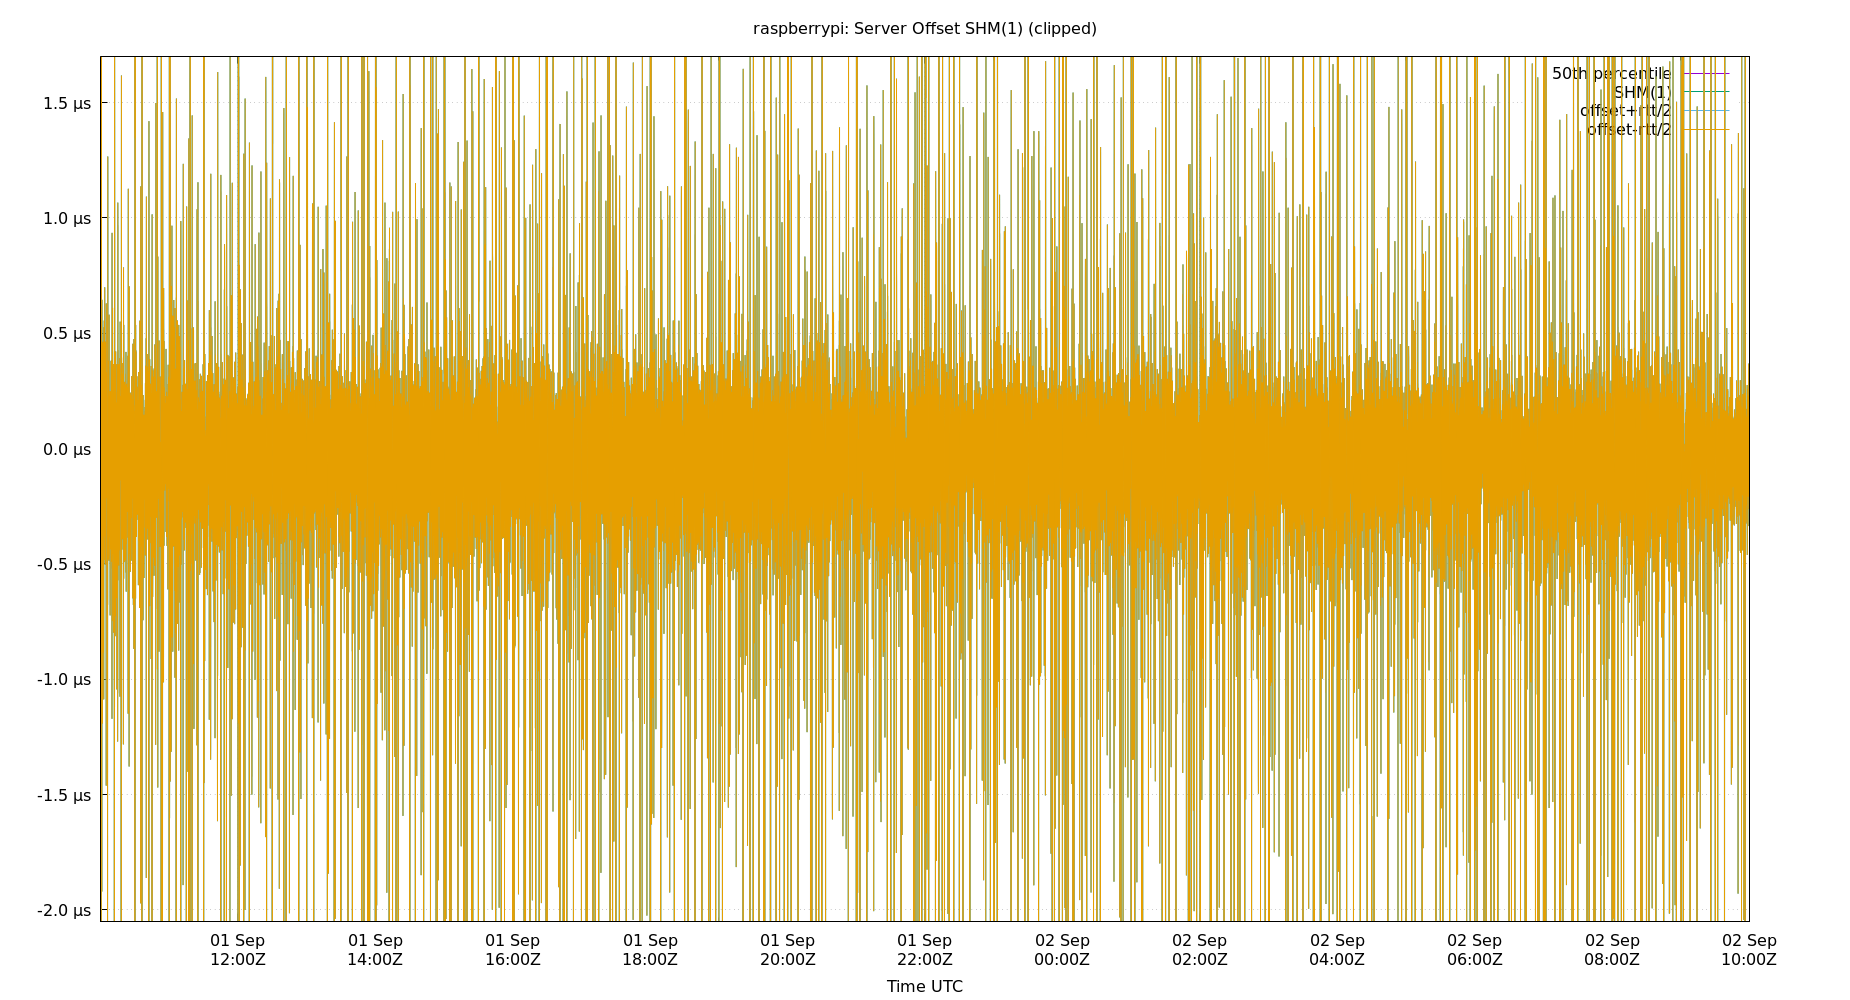 raspberrypi: Server Offset SHM(1) (clipped)
50th percentile
SHM(1)
offset+rtt/2
offset-rtt/2
1.5 µs
1.0 µs
0.5 µs
0.0 µs
-0.5 µs
-1.0 µs
-1.5 µs
-2.0 µs
01 Sep 01 Sep 01 Sep 01 Sep 01 Sep 01 Sep 02 Sep 02 Sep 02 Sep 02 Sep 02 Sep 02 Sep
12:00Z 14:00Z 16:00Z 18:00Z 20:00Z 22:00Z 00:00Z 02:00Z 04:00Z 06:00Z 08:00Z 10:00Z
Time UTC